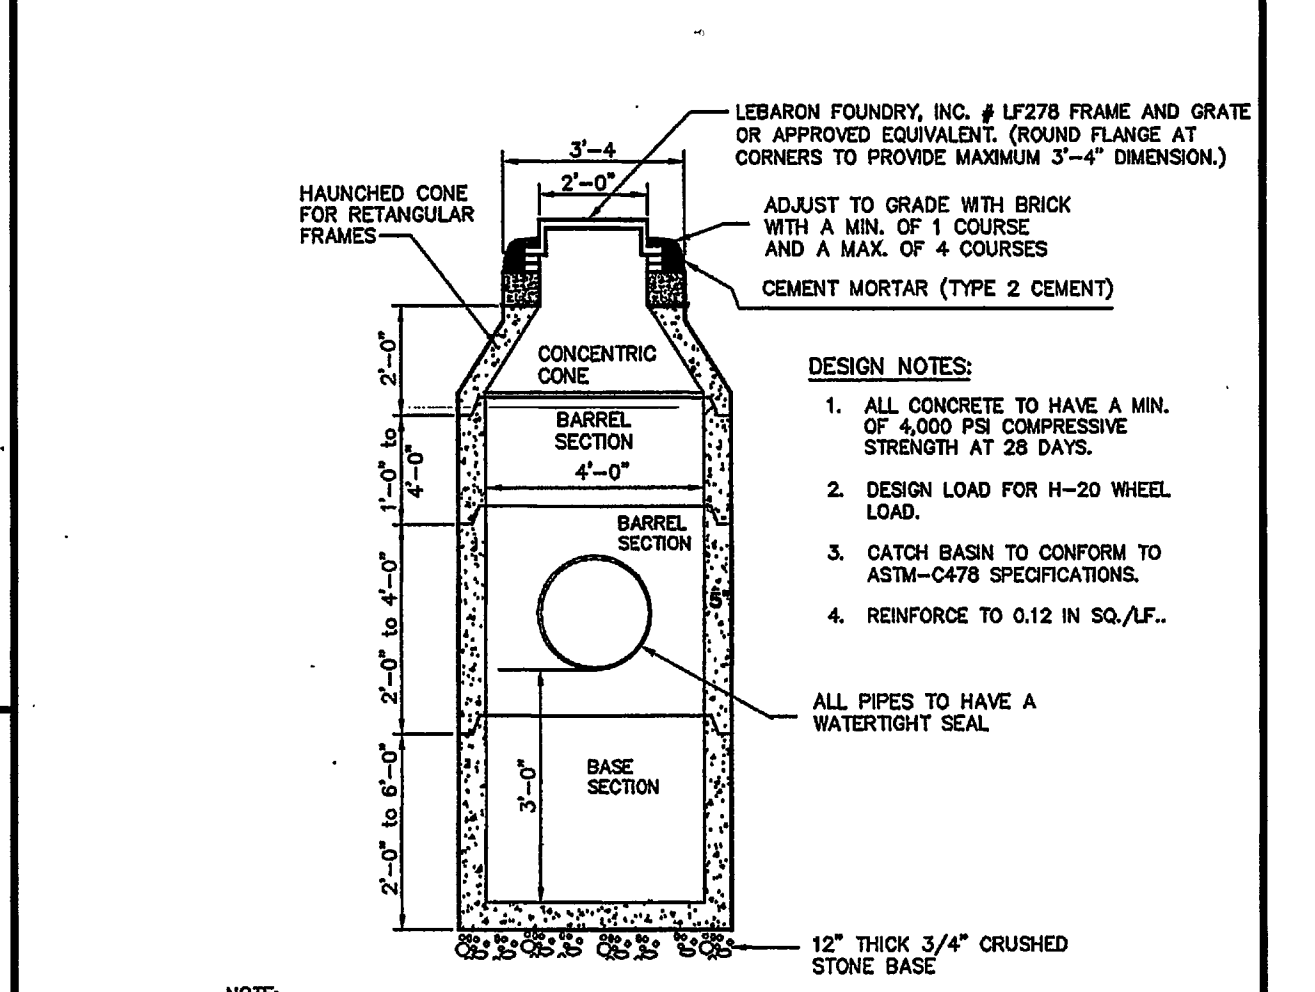 LEBARON FOUNDRY, INC. # LF278 FRAME AND GRATE
OR APPROVED EQUIVALENT. (ROUND FLANGE AT
CORNERS TO PROVIDE MAXIMUM 3'-4" DIMENSION.)
3'-4
2'-0"
HAUNCHED CONE
FOR RETANGULAR
FRAMES
ADJUST TO GRADE WITH BRICK
WITH A MIN. OF 1 COURSE
AND A MAX. OF 4 COURSES
CEMENT MORTAR (TYPE 2 CEMENT)
2'-0"
CONCENTRIC
CONE
DESIGN NOTES:
1. ALL CONCRETE TO HAVE A MIN.
OF 4,000 PSI COMPRESSIVE
STRENGTH AT 28 DAYS.
1'-0" to
4'-0"
BARREL
SECTION
4'-0"
2. DESIGN LOAD FOR H-20 WHEEL
LOAD.
BARREL
SECTION
3. CATCH BASIN TO CONFORM TO
ASTM-C478 SPECIFICATIONS.
2'-0" to 4'-0"
5"
4. REINFORCE TO 0.12 IN SQ./LF..
ALL PIPES TO HAVE A
WATERTIGHT SEAL
2'-0" to 6'-0"
3'-0"
BASE
SECTION
12" THICK 3/4" CRUSHED
STONE BASE
NOTE: